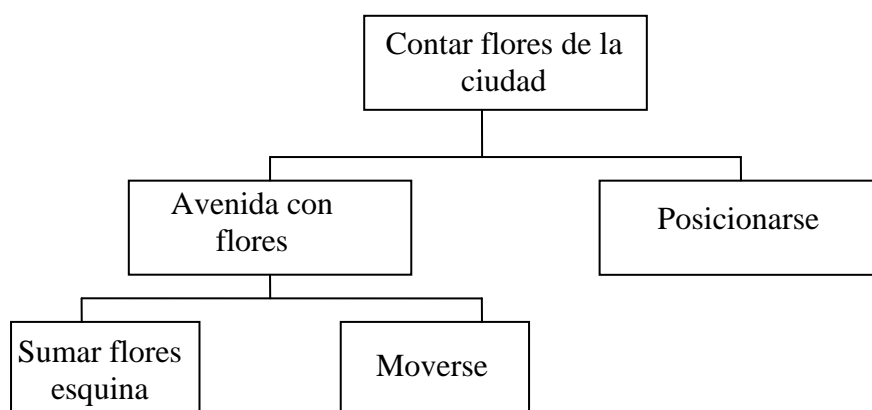 Contar flores de la
ciudad
Avenida con
flores
Posicionarse
Sumar flores
esquina
Moverse